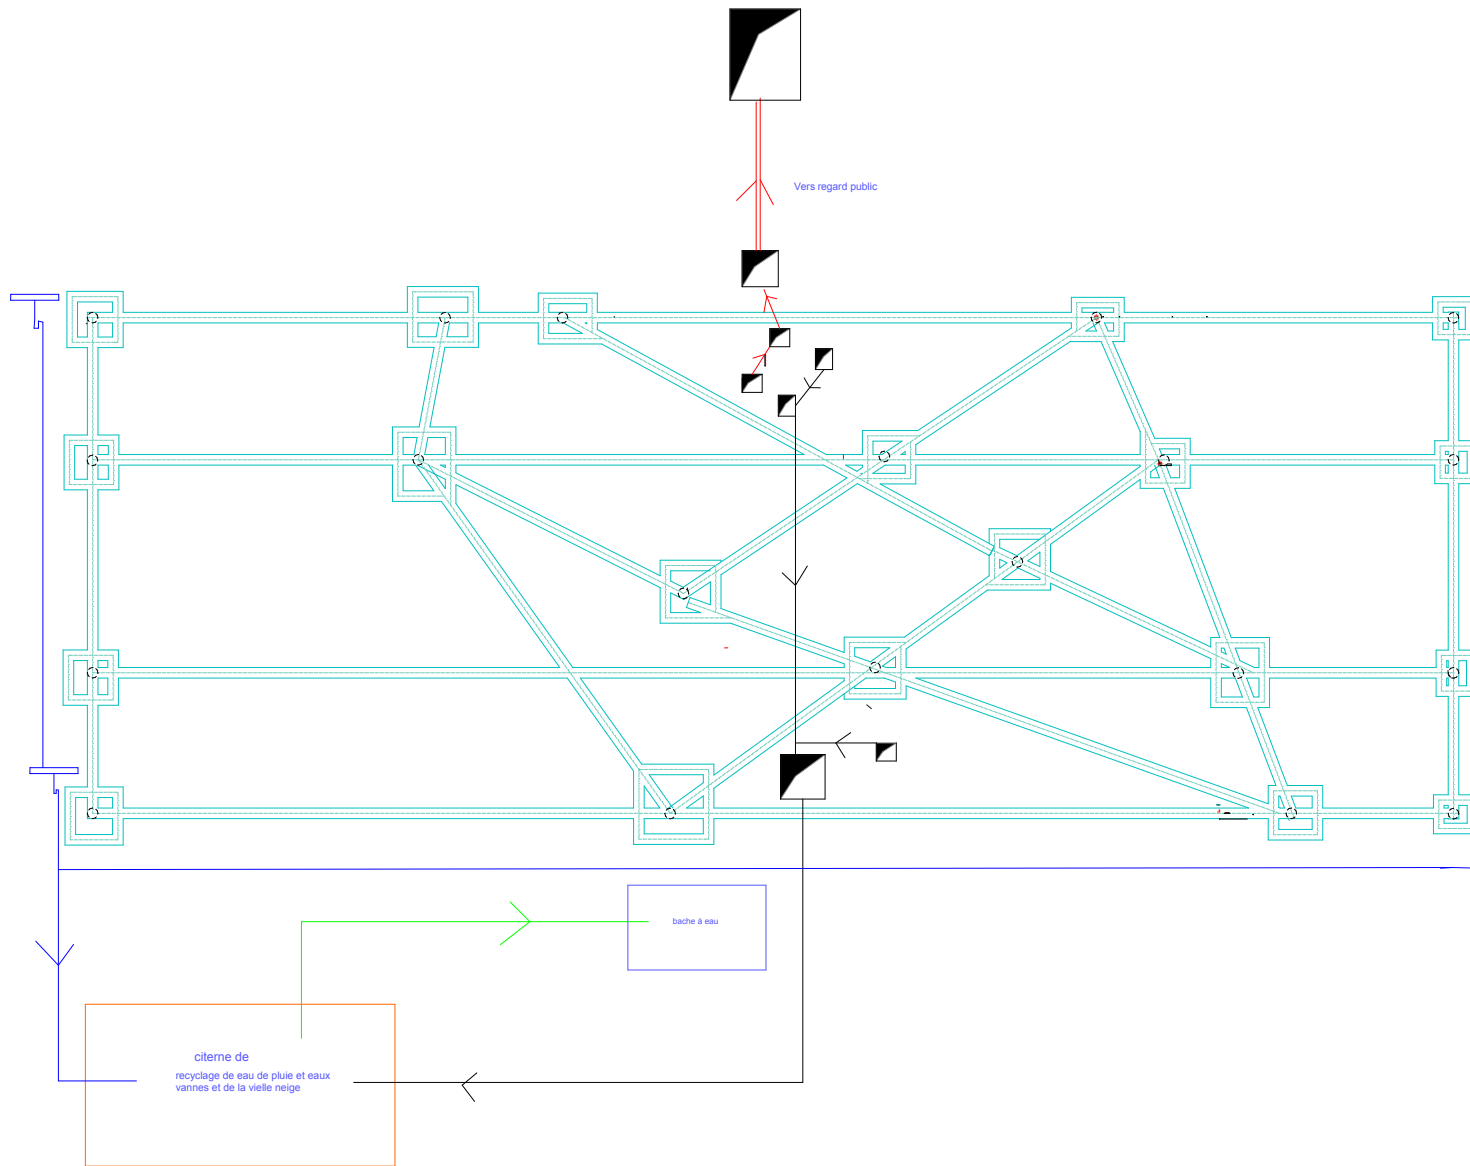 Vers regard public
bache à eau
citerne de
recyclage de eau de pluie et eaux
vannes et de la vielle neige